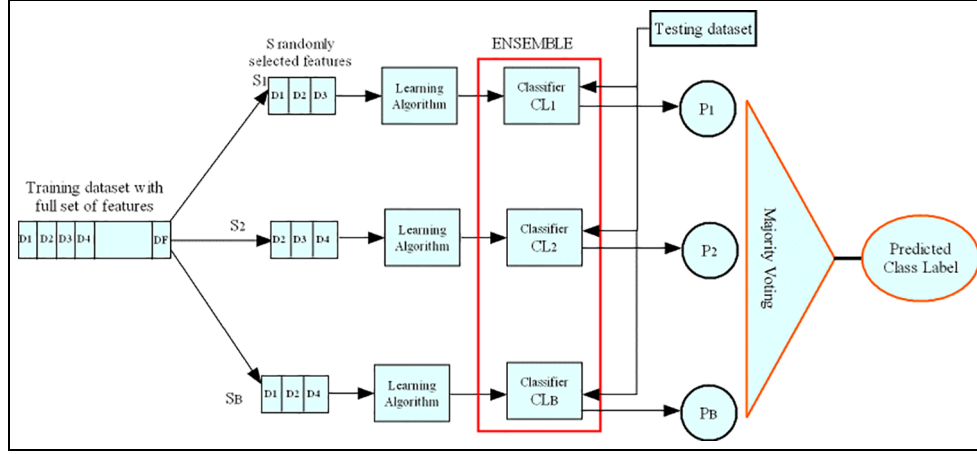 Testing dataset
S randomly
selected features
ENSEMBLE
S1
D1 D2 D3
Learning
Algorithm
Classifier
CL1
P1
Training dataset with
full set of features
D1 D2 D3 D4 DF
S2
D2 D3 D4
Learning
Algorithm
Classifier
CL2
P2
Majority Voting
Predicted
Class Label
SB
D1 D2 D4
Learning
Algorithm
Classifier
CLB
PB